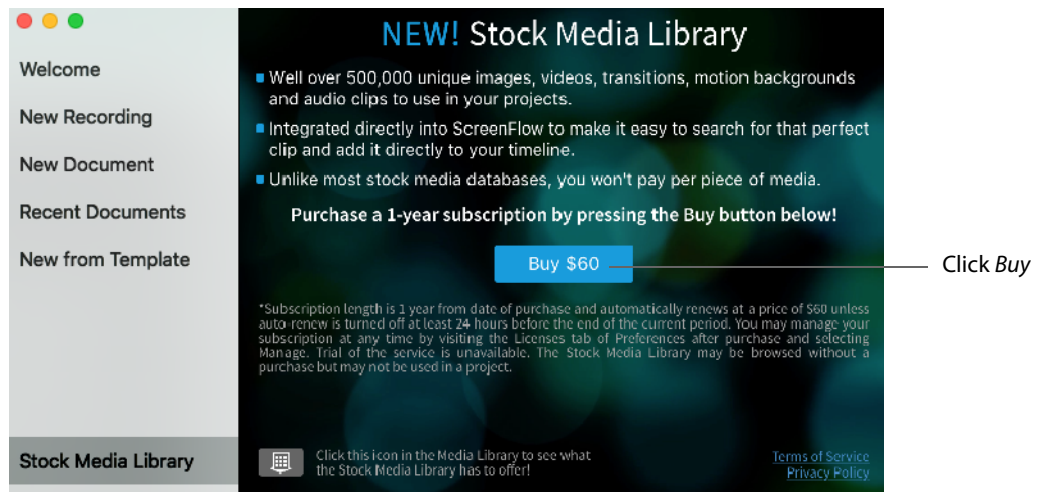 Welcome
New Recording
New Document
Recent Documents
New from Template
Stock Media Library
NEW! Stock Media Library
Well over 500,000 unique images, videos, transitions, motion backgrounds
and audio clips to use in your projects.
Integrated directly into ScreenFlow to make it easy to search for that perfect
clip and add it directly to your timeline.
Unlike most stock media databases, you won't pay per piece of media.
Purchase a 1-year subscription by pressing the Buy button below!
Buy $60
Click Buy
*Subscription length is 1 year from date of purchase and automatically renews at a price of $60 unless
auto-renew is turned off at least 24 hours before the end of the current period. You may manage your
subscription at any time by visiting the Licenses tab of Preferences after purchase and selecting
Manage. Trial of the service is unavailable. The Stock Media Library may be browsed without a
purchase but may not be used in a project.
Click this icon in the Media Library to see what
the Stock Media Library has to offer!
Terms of Service
Privacy Policy